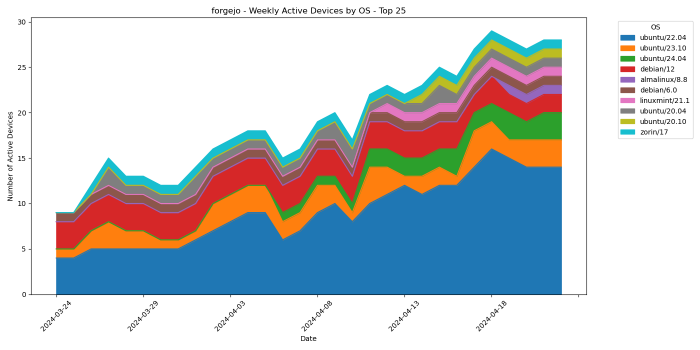 forgejo - Weekly Active Devices by OS - Top 25
30
25
20
15
10
5
0
Number of Active Devices
2024-03-24
2024-03-29
2024-04-03
2024-04-08
2024-04-13
2024-04-18
Date
OS
ubuntu/22.04
ubuntu/23.10
ubuntu/24.04
debian/12
almalinux/8.8
debian/6.0
linuxmint/21.1
ubuntu/20.04
ubuntu/20.10
zorin/17